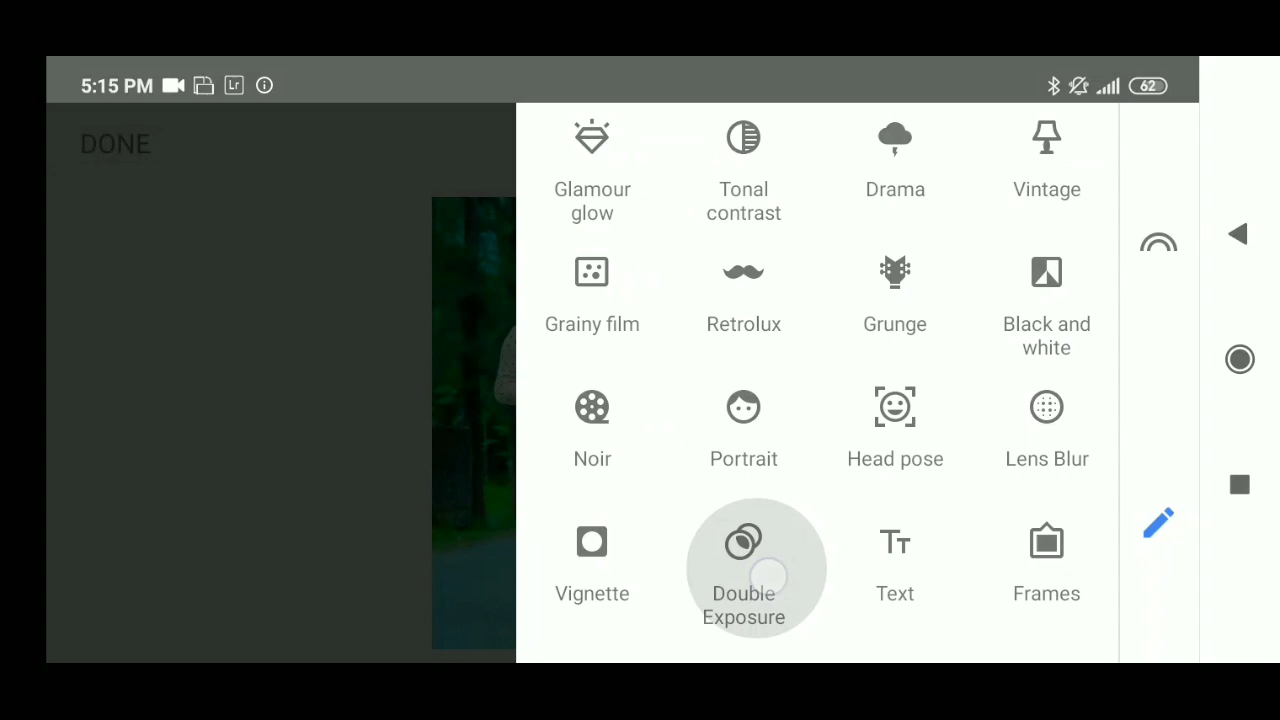 5:15 PM Lr 62
DONE
Glamour glow
Tonal contrast
Drama
Vintage
Grainy film
Retrolux
Grunge
Black and white
Noir
Portrait
Head pose
Lens Blur
Vignette
Double Exposure
Text
Frames